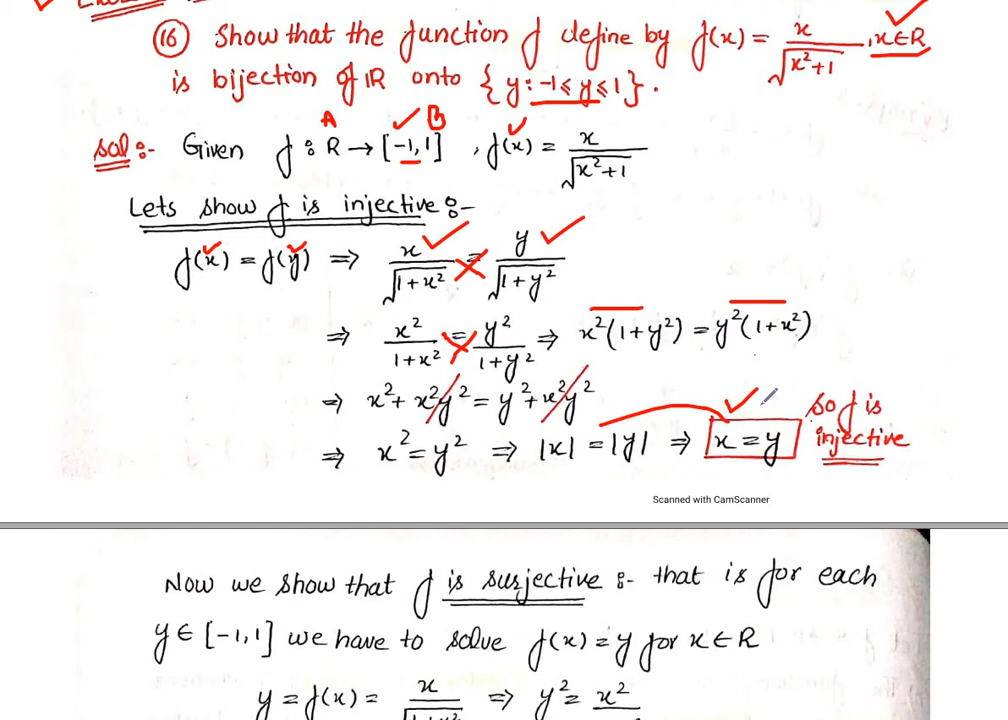 (16) Show that the function f define by f(x) = x/√(x²+1), x∈R
is bijection of R onto {y: -1≤y≤1}.
A B
Sol:- Given f: R → [-1,1], f(x) = x/√(x²+1)
Lets show f is injective:-
f(x) = f(y) ⇒ x/√(1+x²) = y/√(1+y²)
⇒ x²/(1+x²) = y²/(1+y²) ⇒ x²(1+y²) = y²(1+x²)
⇒ x²+x²y² = y²+x²y²
⇒ x² = y² ⇒ |x| = |y| ⇒ x = y so f is injective
Scanned with CamScanner
Now we show that f is surjective:- that is for each
y∈[-1,1] we have to solve f(x) = y for x∈R
y = f(x) = x/√(1+x²) ⇒ y² = x²